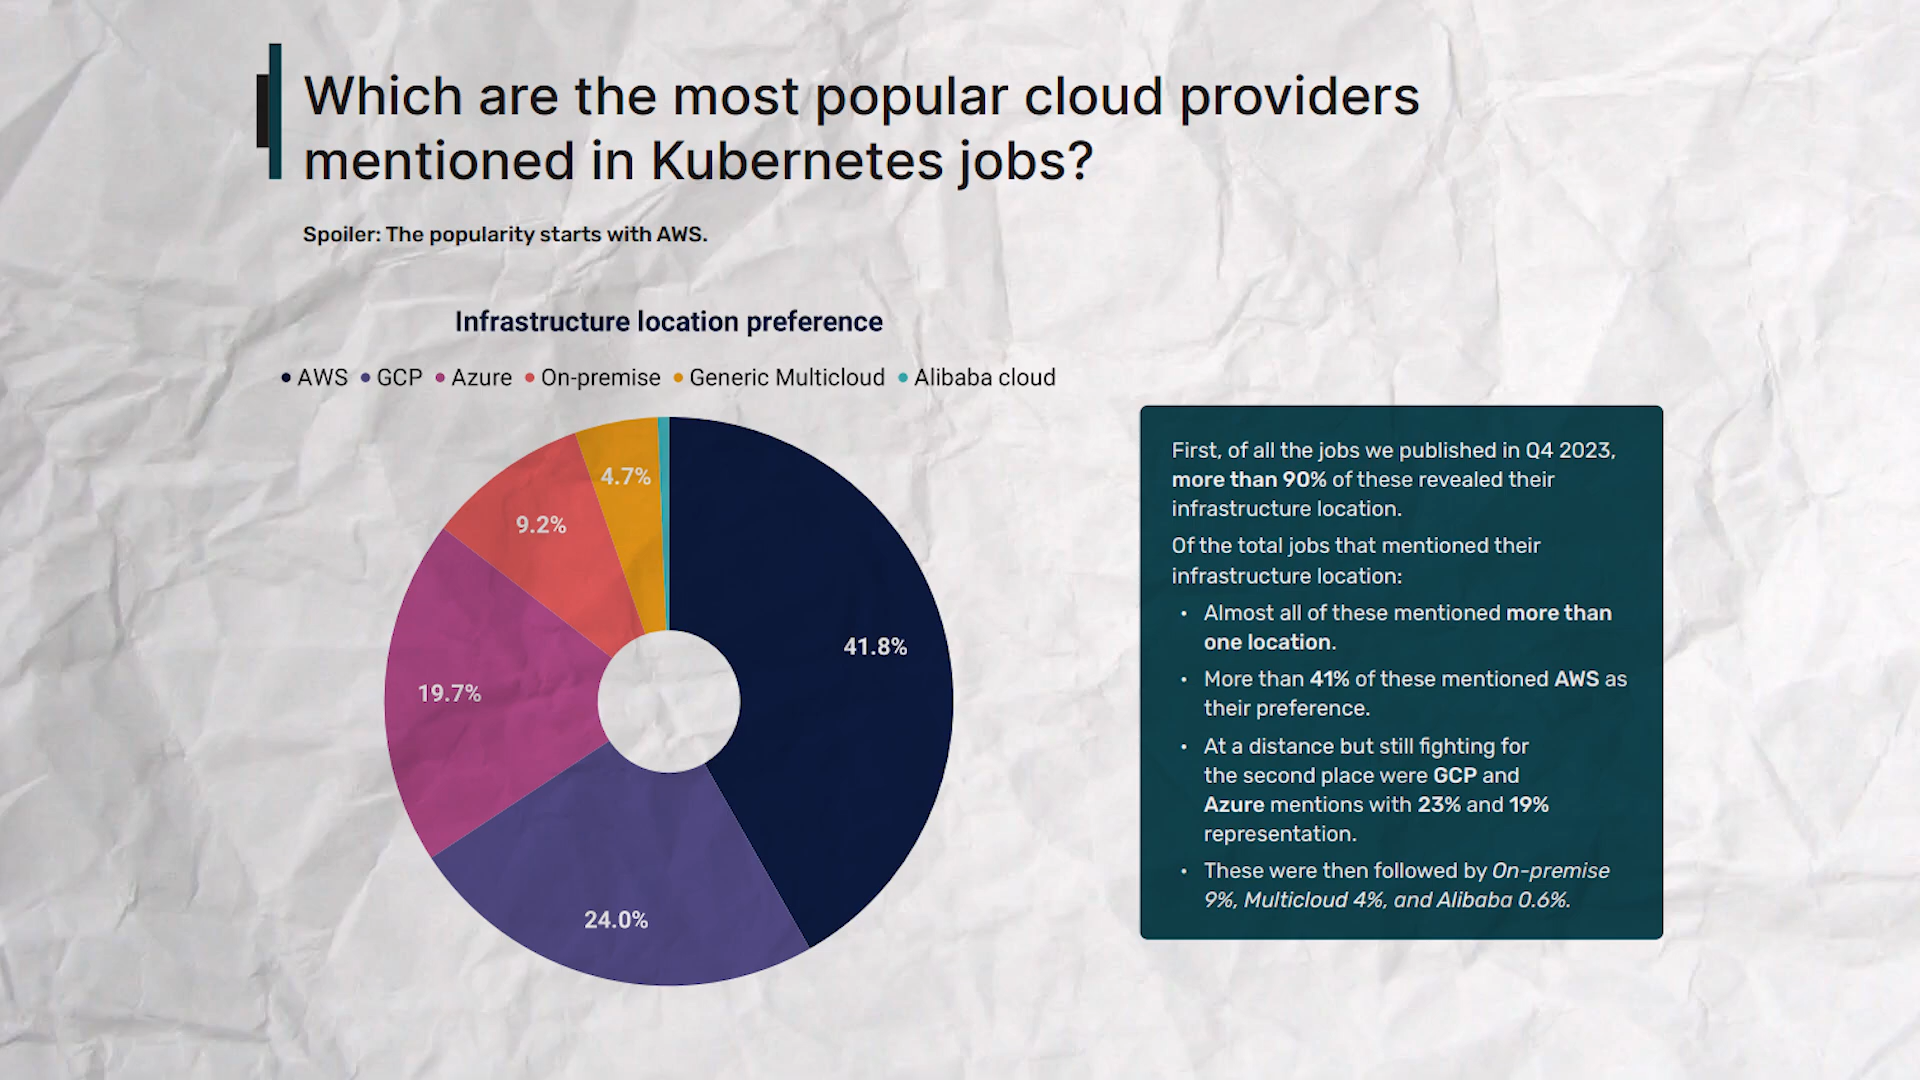 Which are the most popular cloud providers
mentioned in Kubernetes jobs?
Spoiler: The popularity starts with AWS.
Infrastructure location preference
AWS GCP Azure On-premise Generic Multicloud Alibaba cloud
4.7%
9.2%
41.8%
19.7%
24.0%
First, of all the jobs we published in Q4 2023,
more than 90% of these revealed their
infrastructure location.
Of the total jobs that mentioned their
infrastructure location:
• Almost all of these mentioned more than
one location.
• More than 41% of these mentioned AWS as
their preference.
• At a distance but still fighting for
the second place were GCP and
Azure mentions with 23% and 19%
representation.
• These were then followed by On-premise
9%, Multicloud 4%, and Alibaba 0.6%.